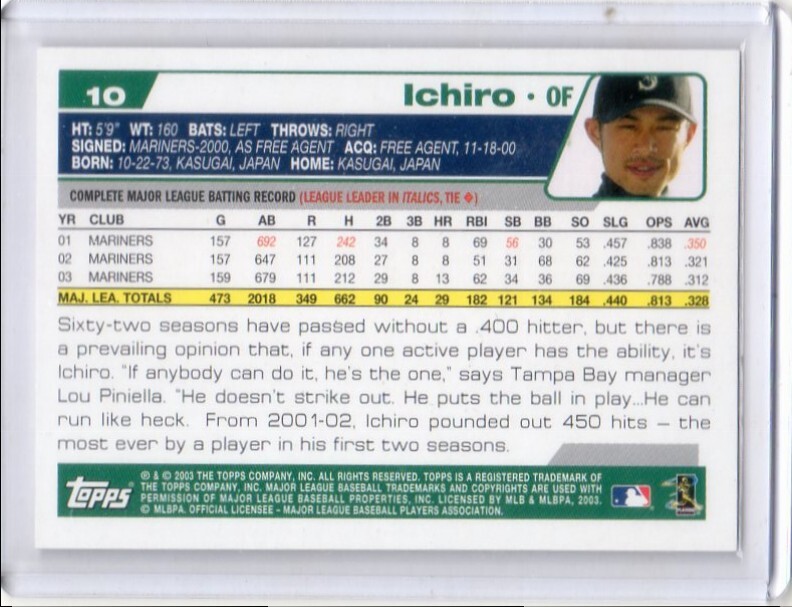 10 Ichiro • OF
S
HT: 5'9" WT: 160 BATS: LEFT THROWS: RIGHT
SIGNED: MARINERS-2000, AS FREE AGENT ACQ: FREE AGENT, 11-18-00
BORN: 10-22-73, KASUGAI, JAPAN HOME: KASUGAI, JAPAN
COMPLETE MAJOR LEAGUE BATTING RECORD (LEAGUE LEADER IN ITALICS, TIE ◆)
YR CLUB G AB R H 2B 3B HR RBI SB BB SO SLG OPS AVG
01 MARINERS 157 692 127 242 34 8 8 69 56 30 53 .457 .838 .350
02 MARINERS 157 647 111 208 27 8 8 51 31 68 62 .425 .813 .321
03 MARINERS 159 679 111 212 29 8 13 62 34 36 69 .436 .788 .312
MAJ. LEA. TOTALS 473 2018 349 662 90 24 29 182 121 134 184 .440 .813 .328
Sixty-two seasons have passed without a .400 hitter, but there is
a prevailing opinion that, if any one active player has the ability, it's
Ichiro. "If anybody can do it, he's the one," says Tampa Bay manager
Lou Piniella. "He doesn't strike out. He puts the ball in play...He can
run like heck. From 2001-02, Ichiro pounded out 450 hits – the
most ever by a player in his first two seasons.
Topps
® & © 2003 THE TOPPS COMPANY, INC. ALL RIGHTS RESERVED. TOPPS IS A REGISTERED TRADEMARK OF
THE TOPPS COMPANY, INC. MAJOR LEAGUE BASEBALL TRADEMARKS AND COPYRIGHTS ARE USED WITH
PERMISSION OF MAJOR LEAGUE BASEBALL PROPERTIES, INC. LICENSED BY MLB & MLBPA, 2003.
© MLBPA. OFFICIAL LICENSEE - MAJOR LEAGUE BASEBALL PLAYERS ASSOCIATION.